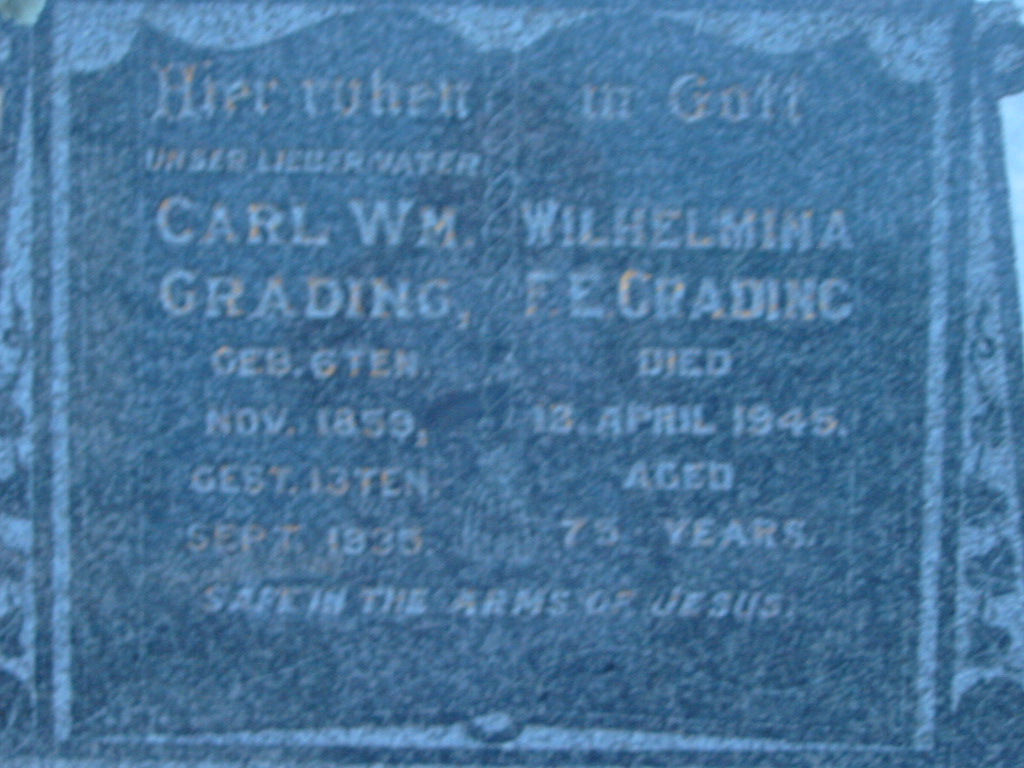 Hier ruhen in Gott
UNSER LIEBER VATER
CARL WM. WILHELMINA
GRADING, F.E. GRADING
GEB. 6TEN. DIED
NOV. 1859, 13. APRIL 1945.
GEST. 13TEN. AGED
SEPT. 1935. 75 YEARS.
SAFE IN THE ARMS OF JESUS.